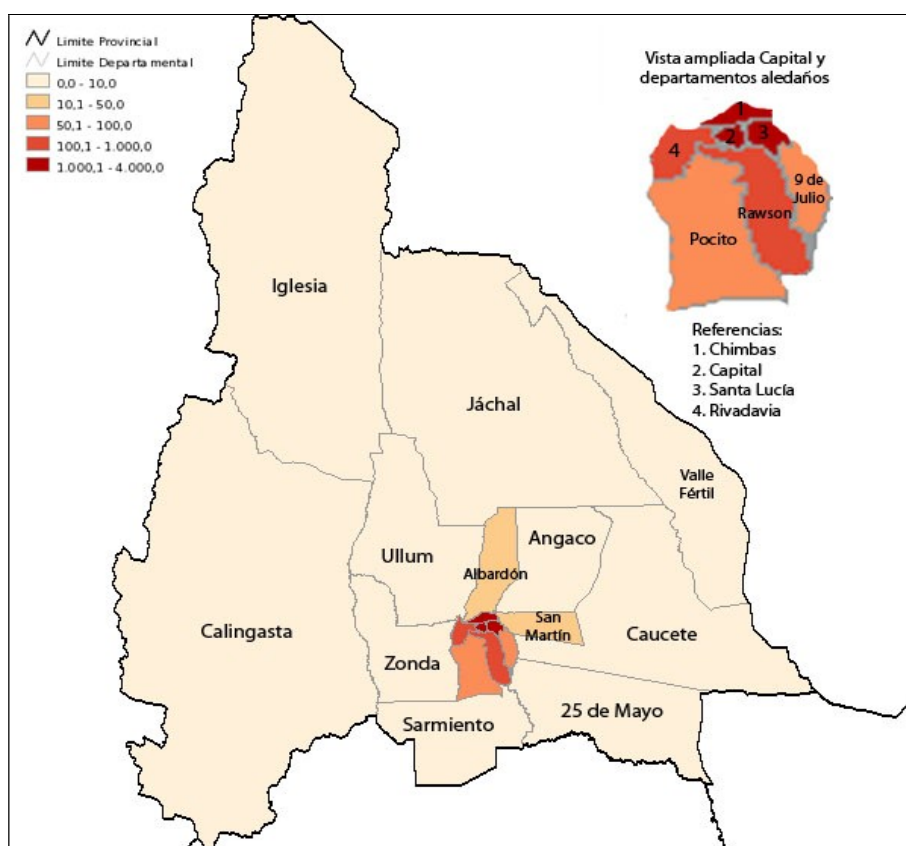 Limite Provincial
Limite Departamental
0,0 - 10,0
10,1 - 50,0
50,1 - 100,0
100,1 - 1.000,0
1.000,1 - 4.000,0
Vista ampliada Capital y
departamentos aledaños
1
2
3
4
9 de
Julio
Rawson
Pocito
Referencias:
1. Chimbas
2. Capital
3. Santa Lucía
4. Rivadavia
Iglesia
Jáchal
Valle
Fértil
Ullum
Albardón
Angaco
Calingasta
San
Martín
Caucete
Zonda
Sarmiento
25 de Mayo